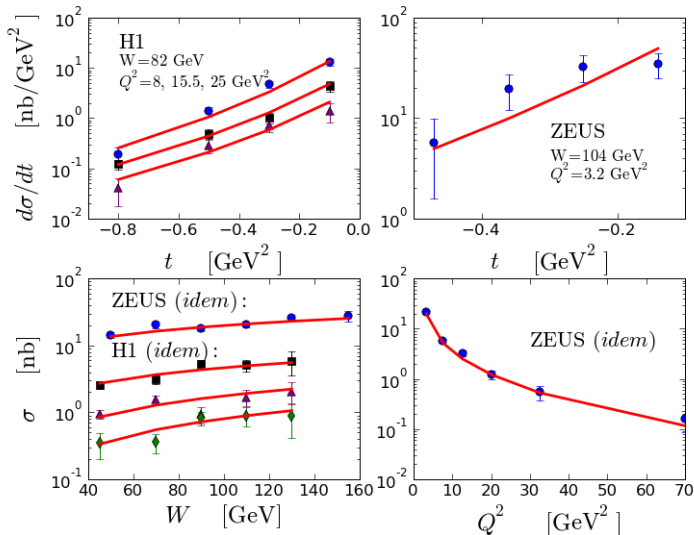 dσ/dt [nb/GeV²]
10²
10¹
10⁰
10⁻¹
10⁻²
H1
W=82 GeV
Q²=8, 15.5, 25 GeV²
−0.8 −0.6 −0.4 −0.2 0.0
t [GeV²]
10²
10¹
10⁰
ZEUS
W=104 GeV
Q²=3.2 GeV²
−0.4 −0.2
t [GeV²]
σ [nb]
10³
10²
10¹
10⁰
10⁻¹
ZEUS (idem):
H1 (idem):
40 60 80 100 120 140 160
W [GeV]
10²
10¹
10⁰
10⁻¹
10⁻²
ZEUS (idem)
0 10 20 30 40 50 60 70
Q² [GeV²]